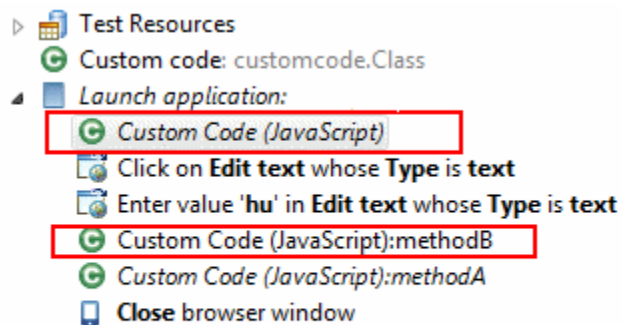 Test Resources
Custom code: customcode.Class
Launch application:
Custom Code (JavaScript)
Click on Edit text whose Type is text
Enter value 'hu' in Edit text whose Type is text
Custom Code (JavaScript):methodB
Custom Code (JavaScript):methodA
Close browser window